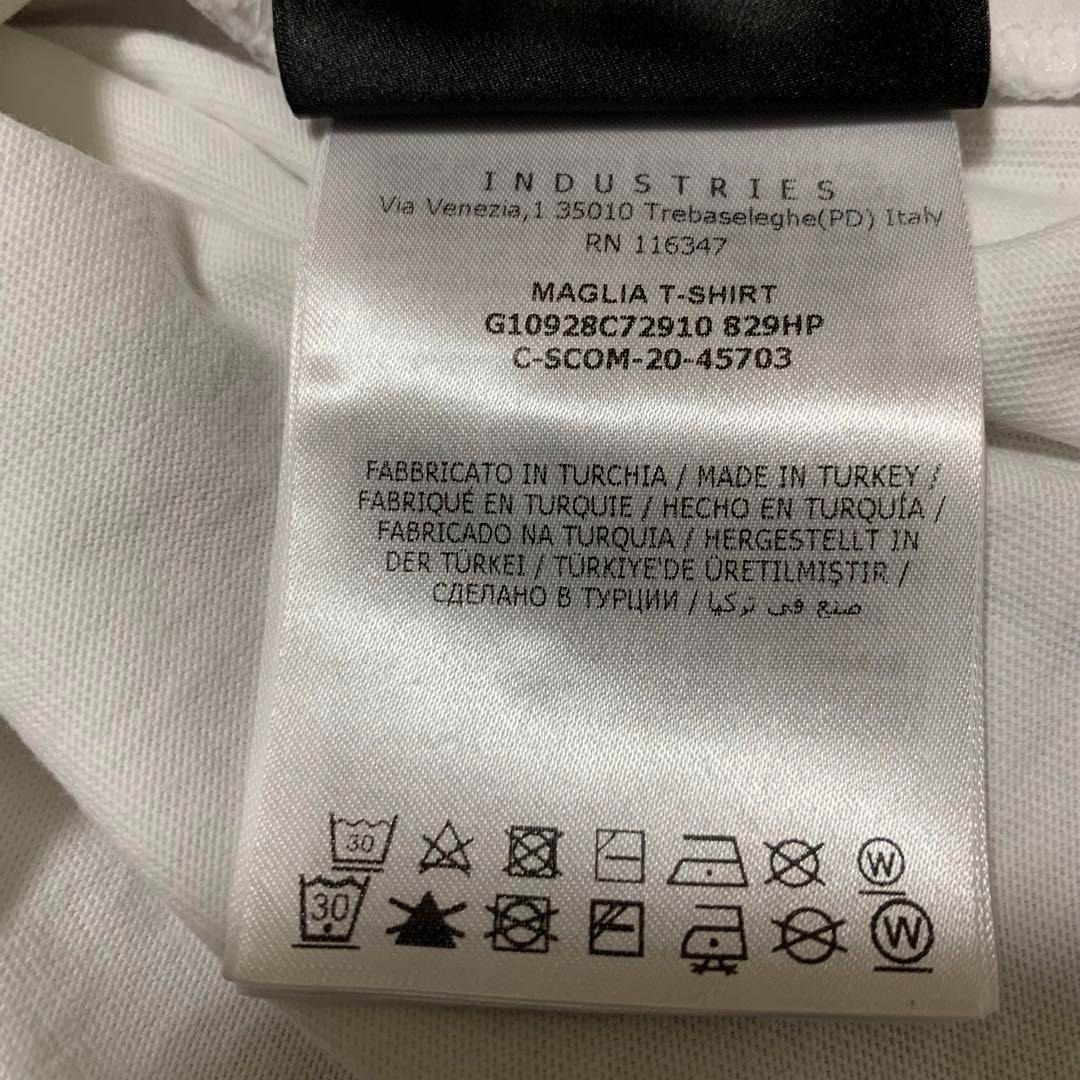 INDUSTRIES
Via Venezia,1 35010 Trebaseleghe(PD) Italy
RN 116347
MAGLIA T-SHIRT
G10928C72910 829HP
C-SCOM-20-45703
FABBRICATO IN TURCHIA / MADE IN TURKEY /
FABRIQUÉ EN TURQUIE / HECHO EN TURQUÍA /
FABRICADO NA TURQUIA / HERGESTELLT IN
DER TÜRKEI / TÜRKIYE'DE ÜRETILMIŞTIR /
СДЕЛАНО В ТУРЦИИ / صنع في تركيا
30 W
30 W